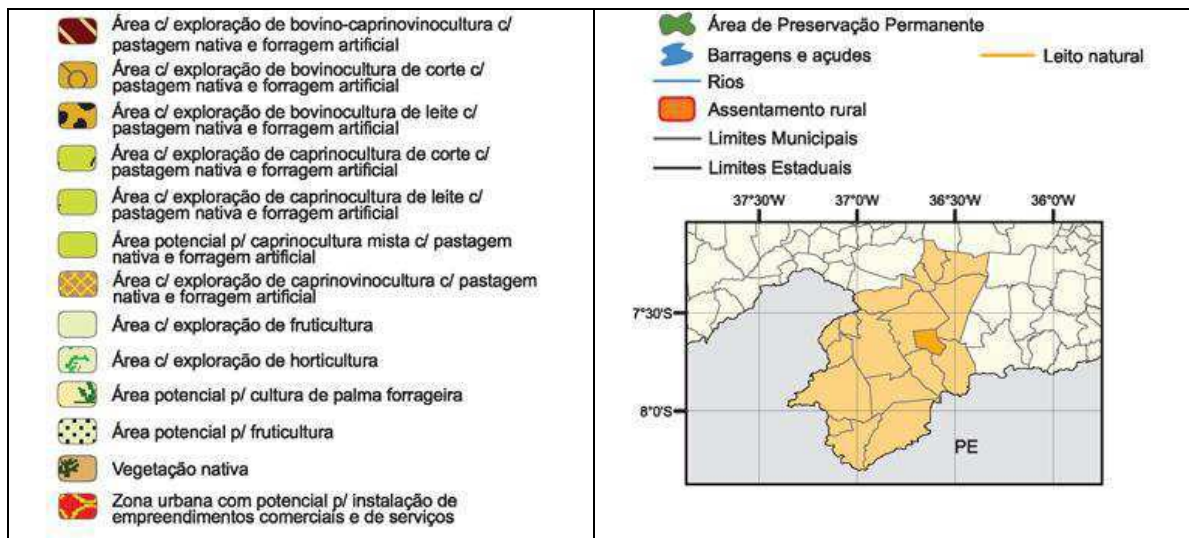 Área c/ exploração de bovino-caprinovinocultura c/
pastagem nativa e forragem artificial
Área c/ exploração de bovinocultura de corte c/
pastagem nativa e forragem artificial
Área c/ exploração de bovinocultura de leite c/
pastagem nativa e forragem artificial
Área c/ exploração de caprinocultura de corte c/
pastagem nativa e forragem artificial
Área c/ exploração de caprinocultura de leite c/
pastagem nativa e forragem artificial
Área potencial p/ caprinocultura mista c/ pastagem
nativa e forragem artificial
Área c/ exploração de caprinovinocultura c/ pastagem
nativa e forragem artificial
Área c/ exploração de fruticultura
Área c/ exploração de horticultura
Área potencial p/ cultura de palma forrageira
Área potencial p/ fruticultura
Vegetação nativa
Zona urbana com potencial p/ instalação de
empreendimentos comerciais e de serviços
Área de Preservação Permanente
Barragens e açudes
Leito natural
Rios
Assentamento rural
Limites Municipais
Limites Estaduais
37°30'W 37°0'W 36°30'W 36°0'W
7°30'S
8°0'S
PE